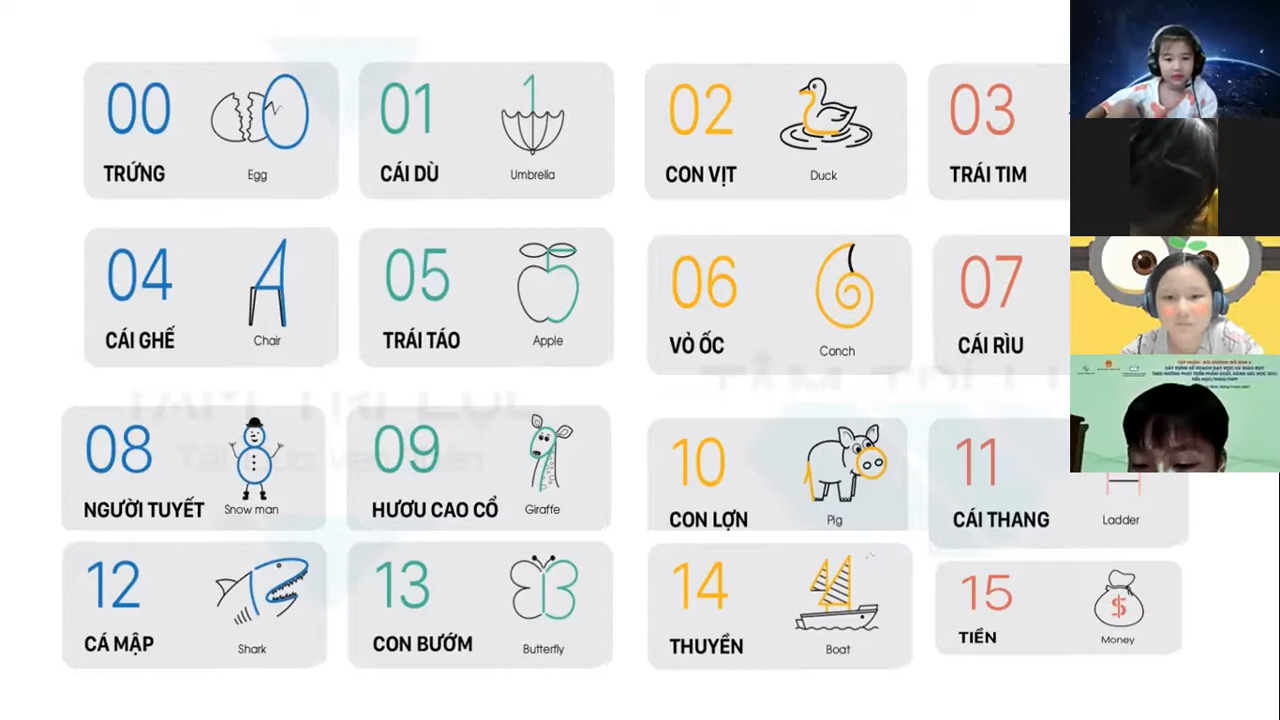 00
TRỨNG
Egg
01
CÁI DÙ
Umbrella
02
CON VỊT
Duck
03
TRÁI TIM
04
CÁI GHẾ
Chair
05
TRÁI TÁO
Apple
06
VỎ ỐC
Conch
07
CÁI RÌU
08
NGƯỜI TUYẾT
Snow man
09
HƯƠU CAO CỔ
Giraffe
10
CON LỢN
Pig
11
CÁI THANG
Ladder
12
CÁ MẬP
Shark
13
CON BƯỚM
Butterfly
14
THUYỀN
Boat
15
TIỀN
$
Money